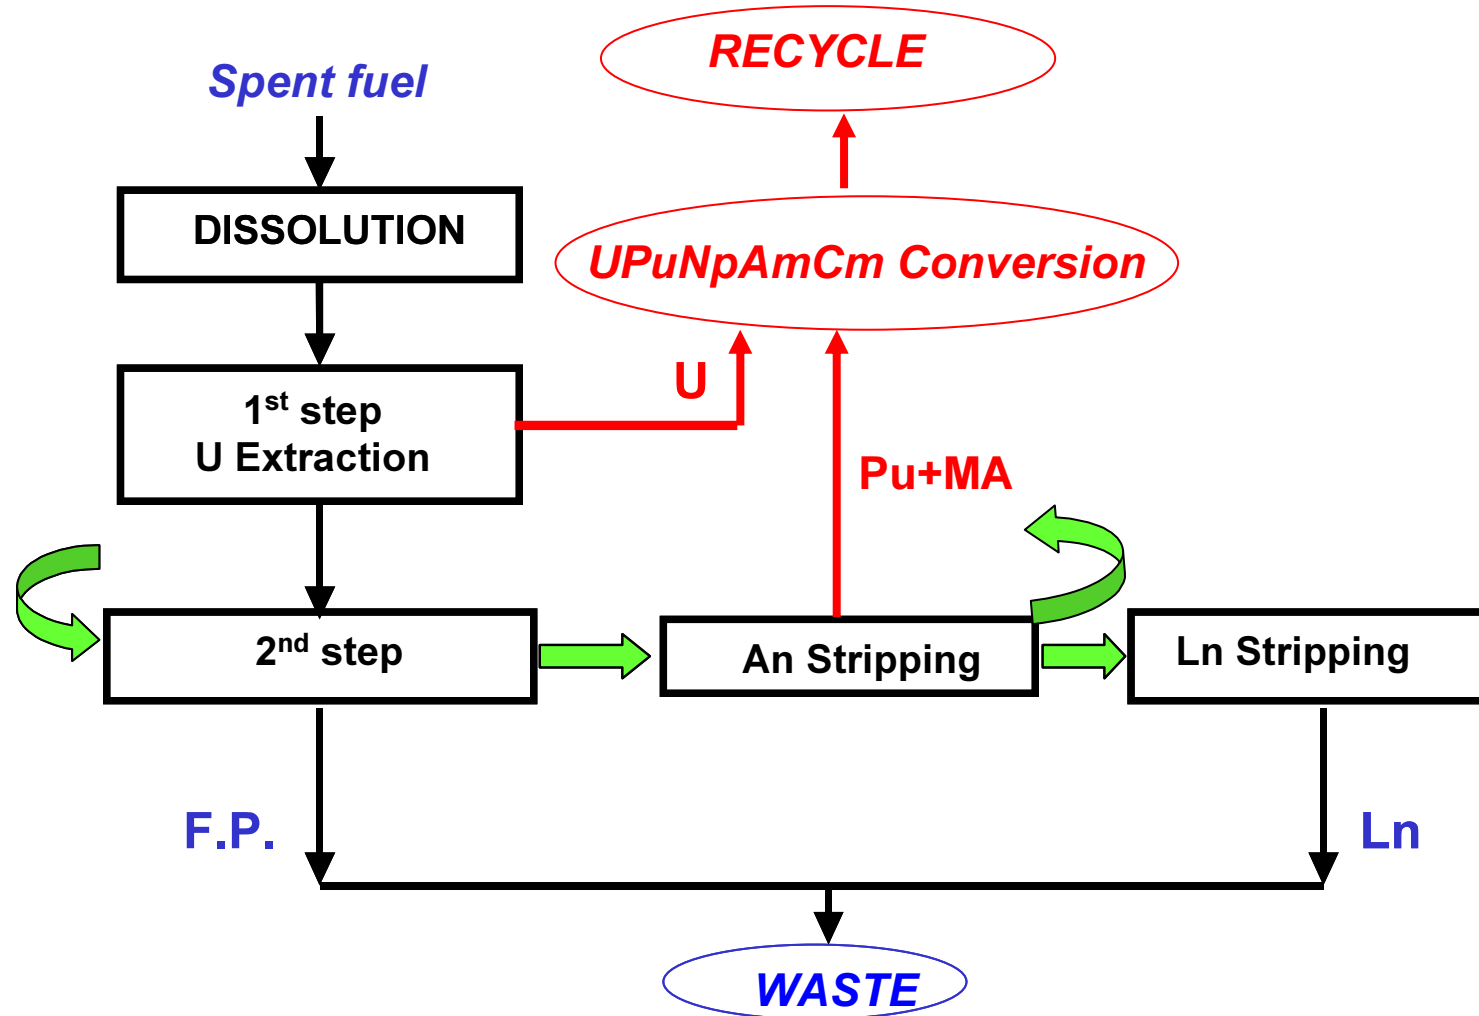 RECYCLE
Spent fuel
DISSOLUTION
UPuNpAmCm Conversion
1st step
U Extraction
U
Pu+MA
2nd step
An Stripping
Ln Stripping
F.P.
Ln
WASTE